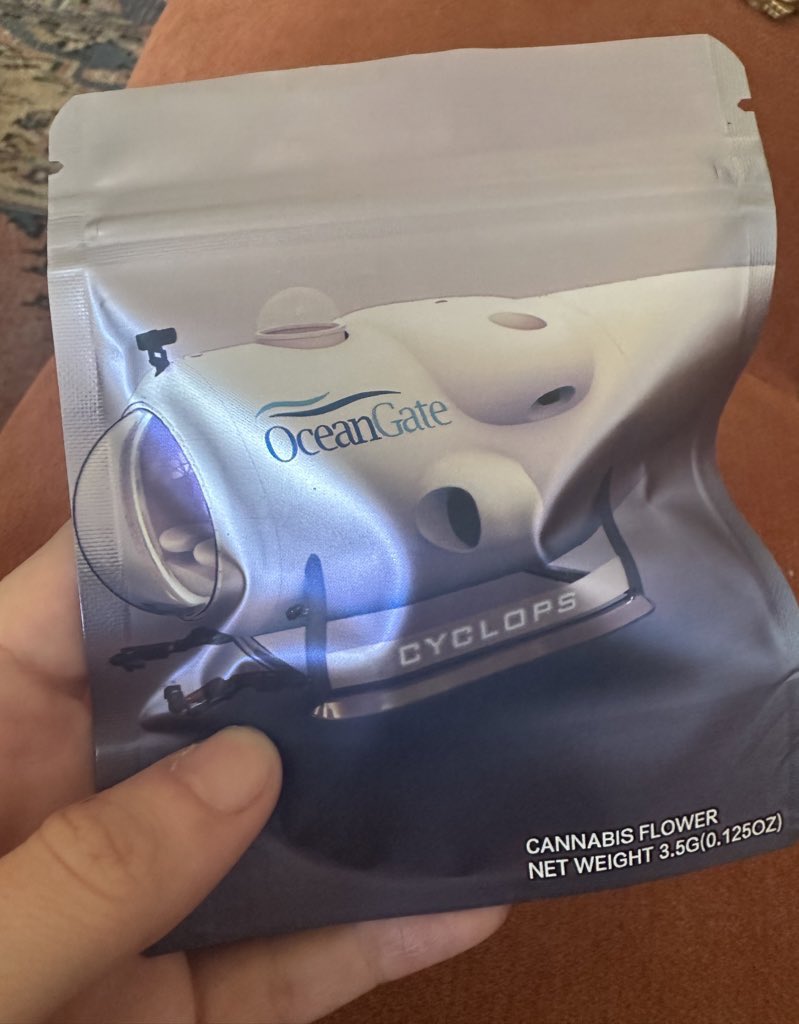 OceanGate
CYCLOPS
CANNABIS FLOWER
NET WEIGHT 3.5G(0.125OZ)